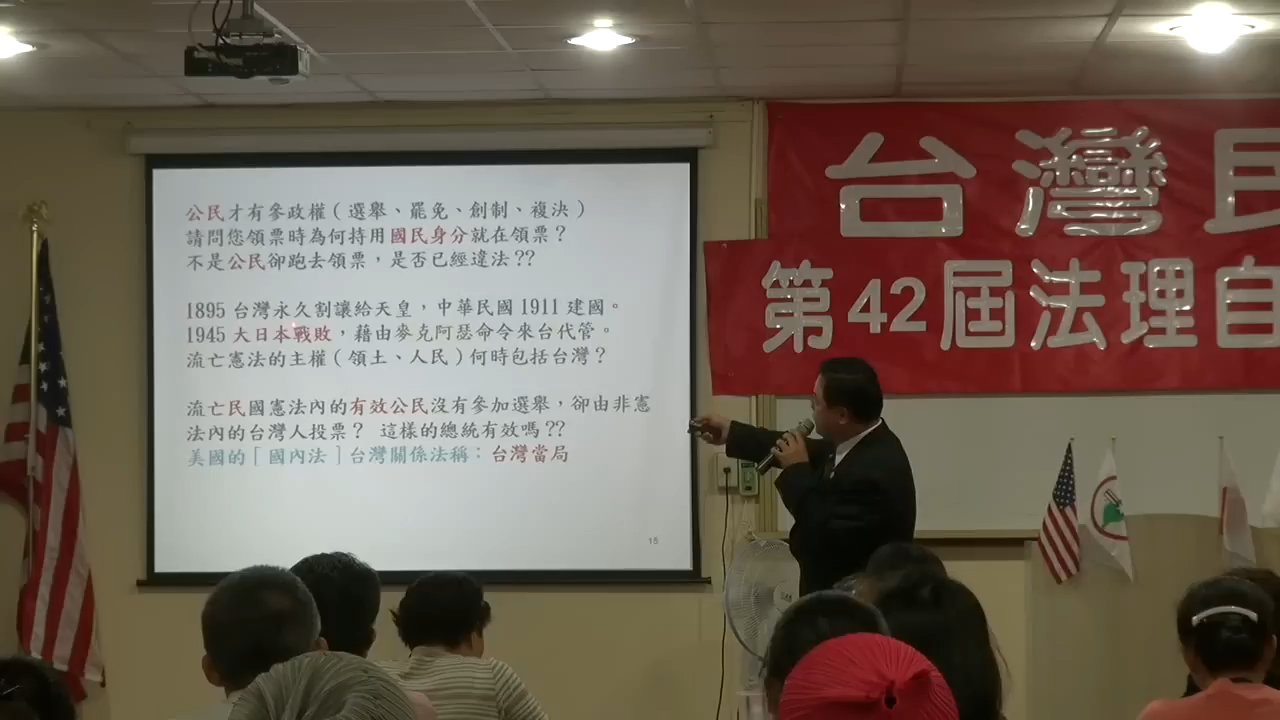 公民才有參政權（選舉、罷免、創制、複決）
請問您領票時為何持用國民身分就在領票？
不是公民卻跑去領票，是否已經違法??
1895 台灣永久割讓給天皇，中華民國 1911 建國。
1945 大日本戰敗，藉由麥克阿瑟命令來台代管。
流亡憲法的主權（領土、人民）何時包括台灣？
流亡民國憲法內的有效公民沒有參加選舉，卻由非憲
法內的台灣人投票？ 這樣的總統有效嗎??
美國的［國內法］台灣關係法稱：台灣當局
15
台灣民
第42屆法理自